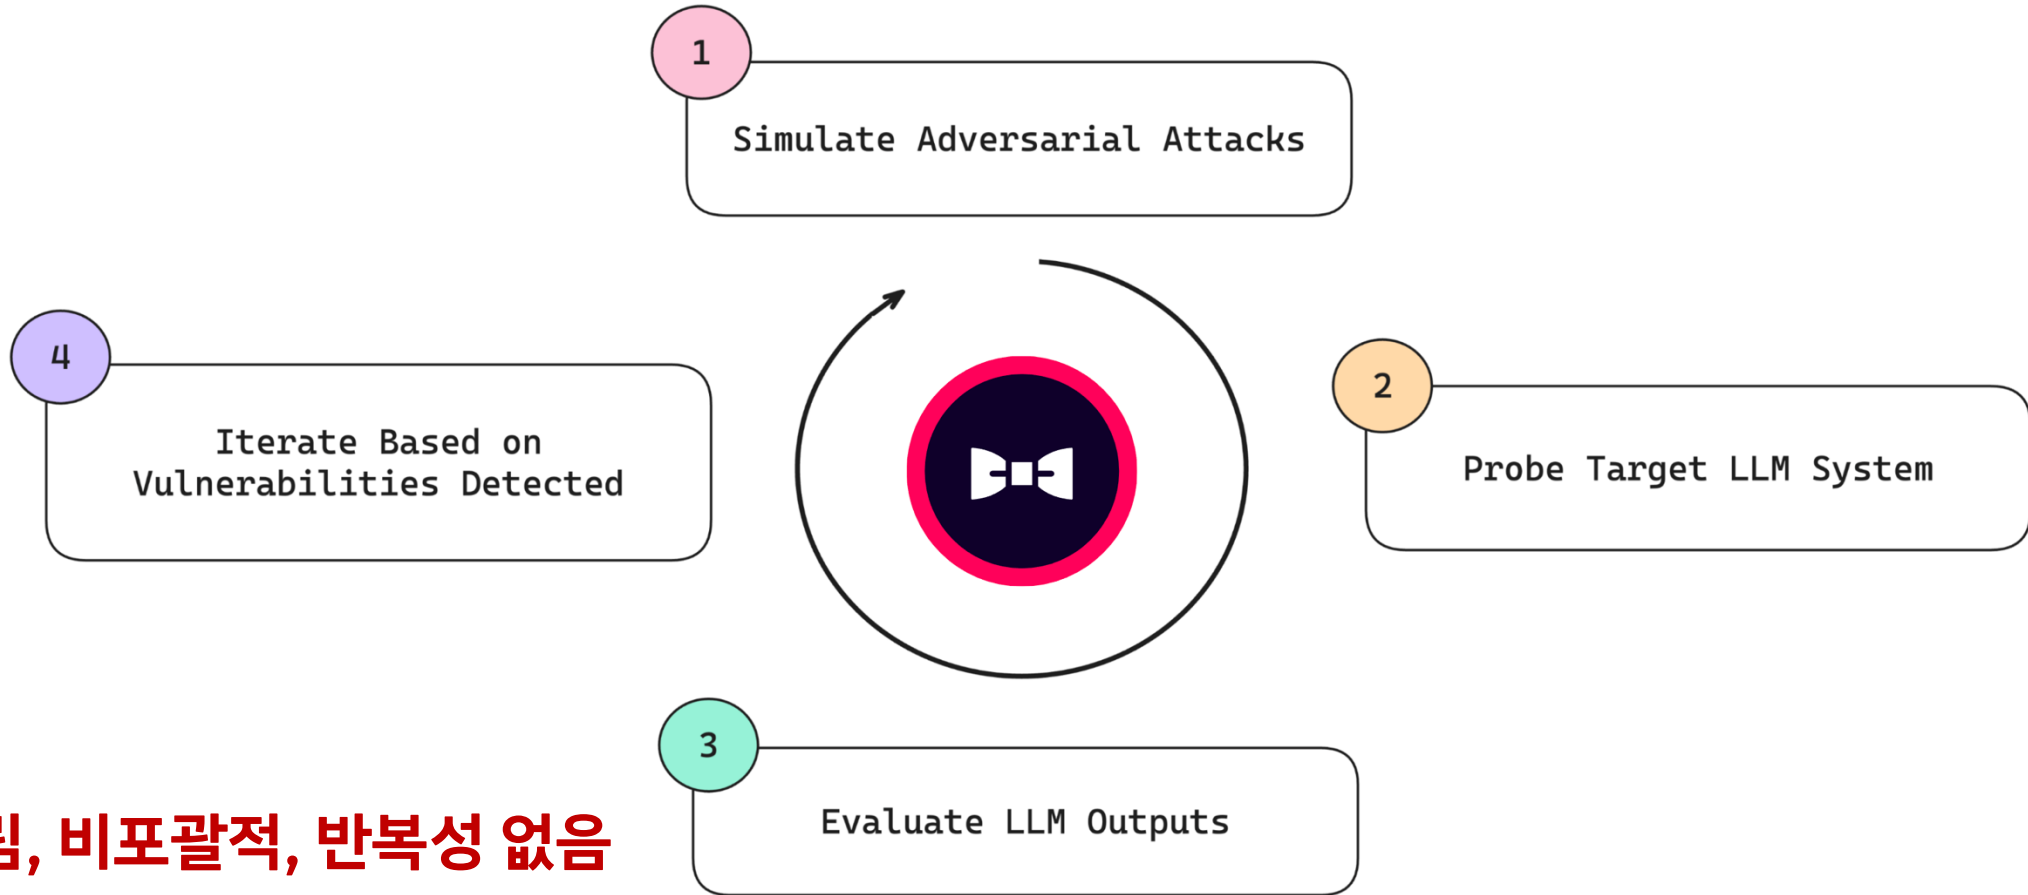 1
Simulate Adversarial Attacks
4
Iterate Based on
Vulnerabilities Detected
2
Probe Target LLM System
3
Evaluate LLM Outputs
비포괄적, 반복성 없음